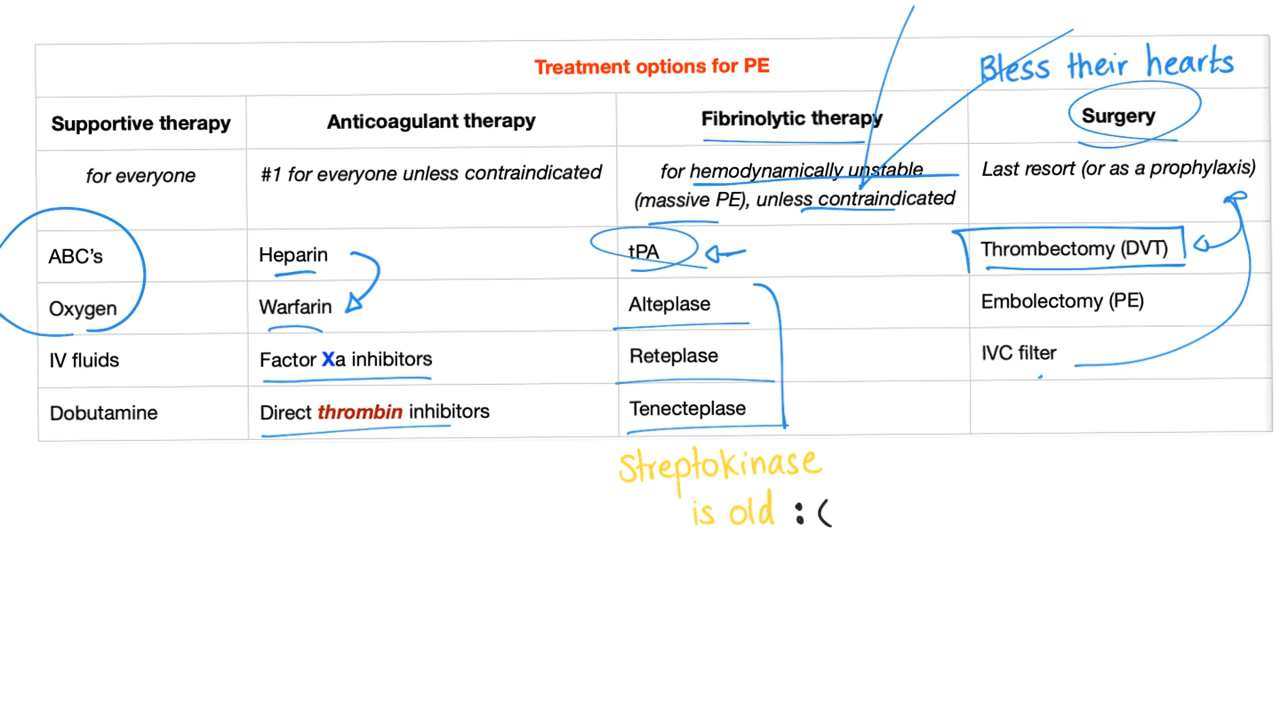 Treatment options for PE
Bless their hearts
Supportive therapy
Anticoagulant therapy
Fibrinolytic therapy
Surgery
for everyone
#1 for everyone unless contraindicated
for hemodynamically unstable
(massive PE), unless contraindicated
Last resort (or as a prophylaxis)
ABC's
Heparin
tPA
Thrombectomy (DVT)
Oxygen
Warfarin
Alteplase
Embolectomy (PE)
IV fluids
Factor Xa inhibitors
Reteplase
IVC filter
Dobutamine
Direct thrombin inhibitors
Tenecteplase
Streptokinase
is old :(